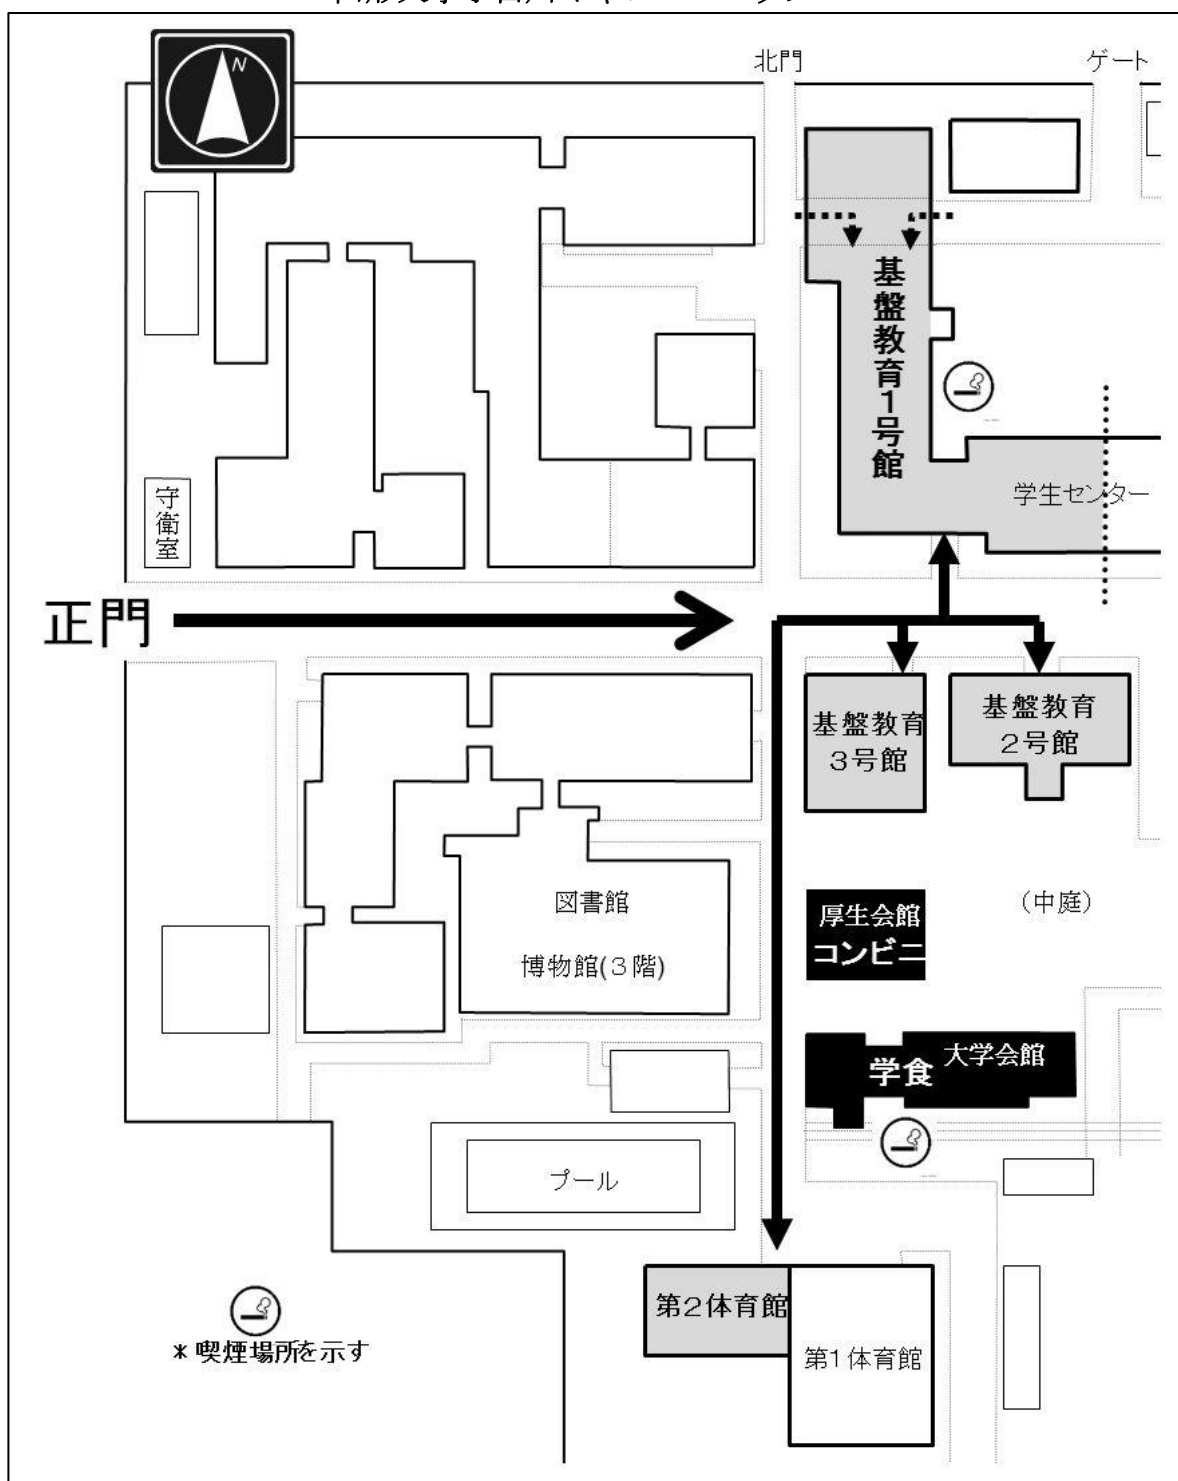 N
北門
ゲート
基盤教育1号館
学生センター
守衛室
正門
基盤教育
3号館
基盤教育
2号館
図書館
博物館(3階)
厚生会館
コンビニ
(中庭)
学食
大学会館
プール
第2体育館
第1体育館
*喫煙場所を示す